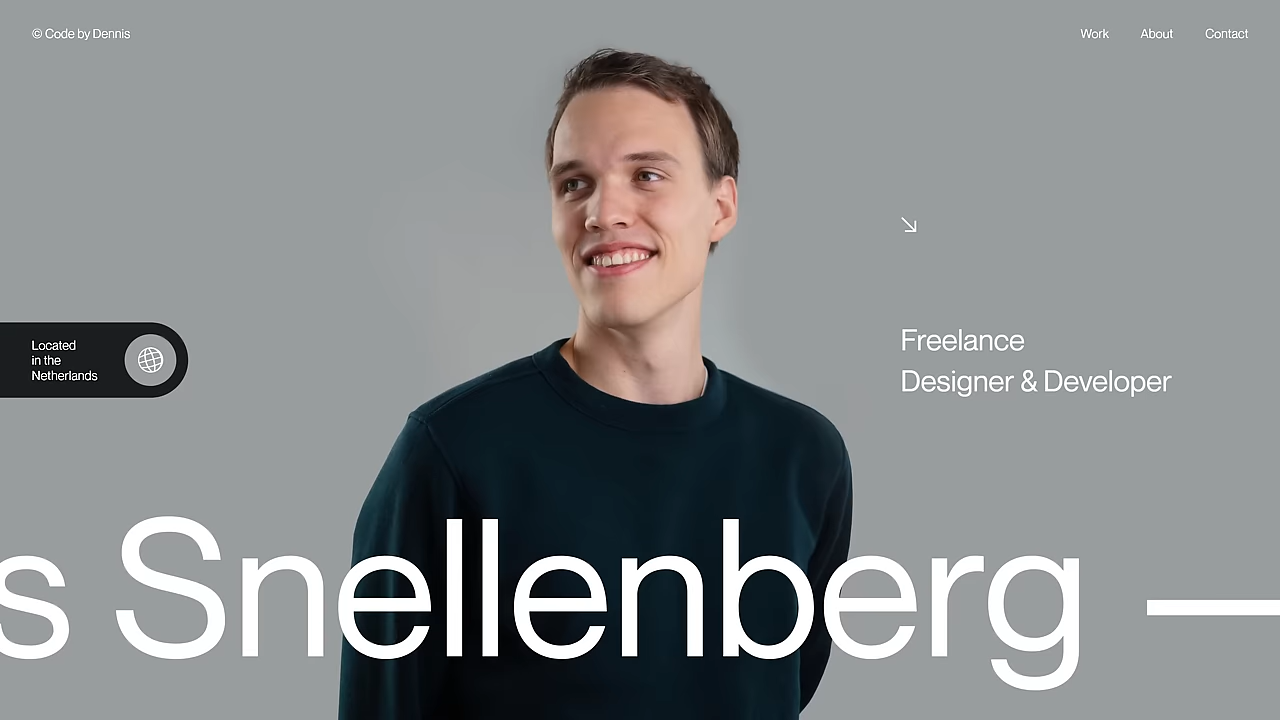 © Code by Dennis
Work
About
Contact
Located
in the
Netherlands
Freelance
Designer & Developer
s Snellenberg —